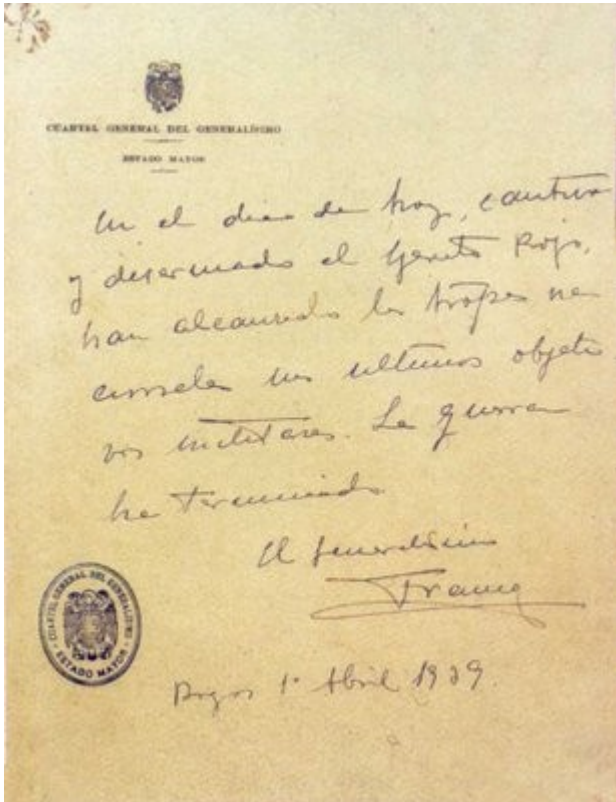 CUARTEL GENERAL DEL GENERALÍSIMO
ESTADO MAYOR
En el dia de hoy, cautivo
y desarmado el Ejercito Rojo,
han alcanzado las tropas na
cionales sus ultimos objeti
vos militares. La guerra
ha terminado
El Generalisimo
Franco
Burgos 1º Abril 1939.
CUARTEL GENERAL DEL GENERALISIMO
ESTADO MAYOR